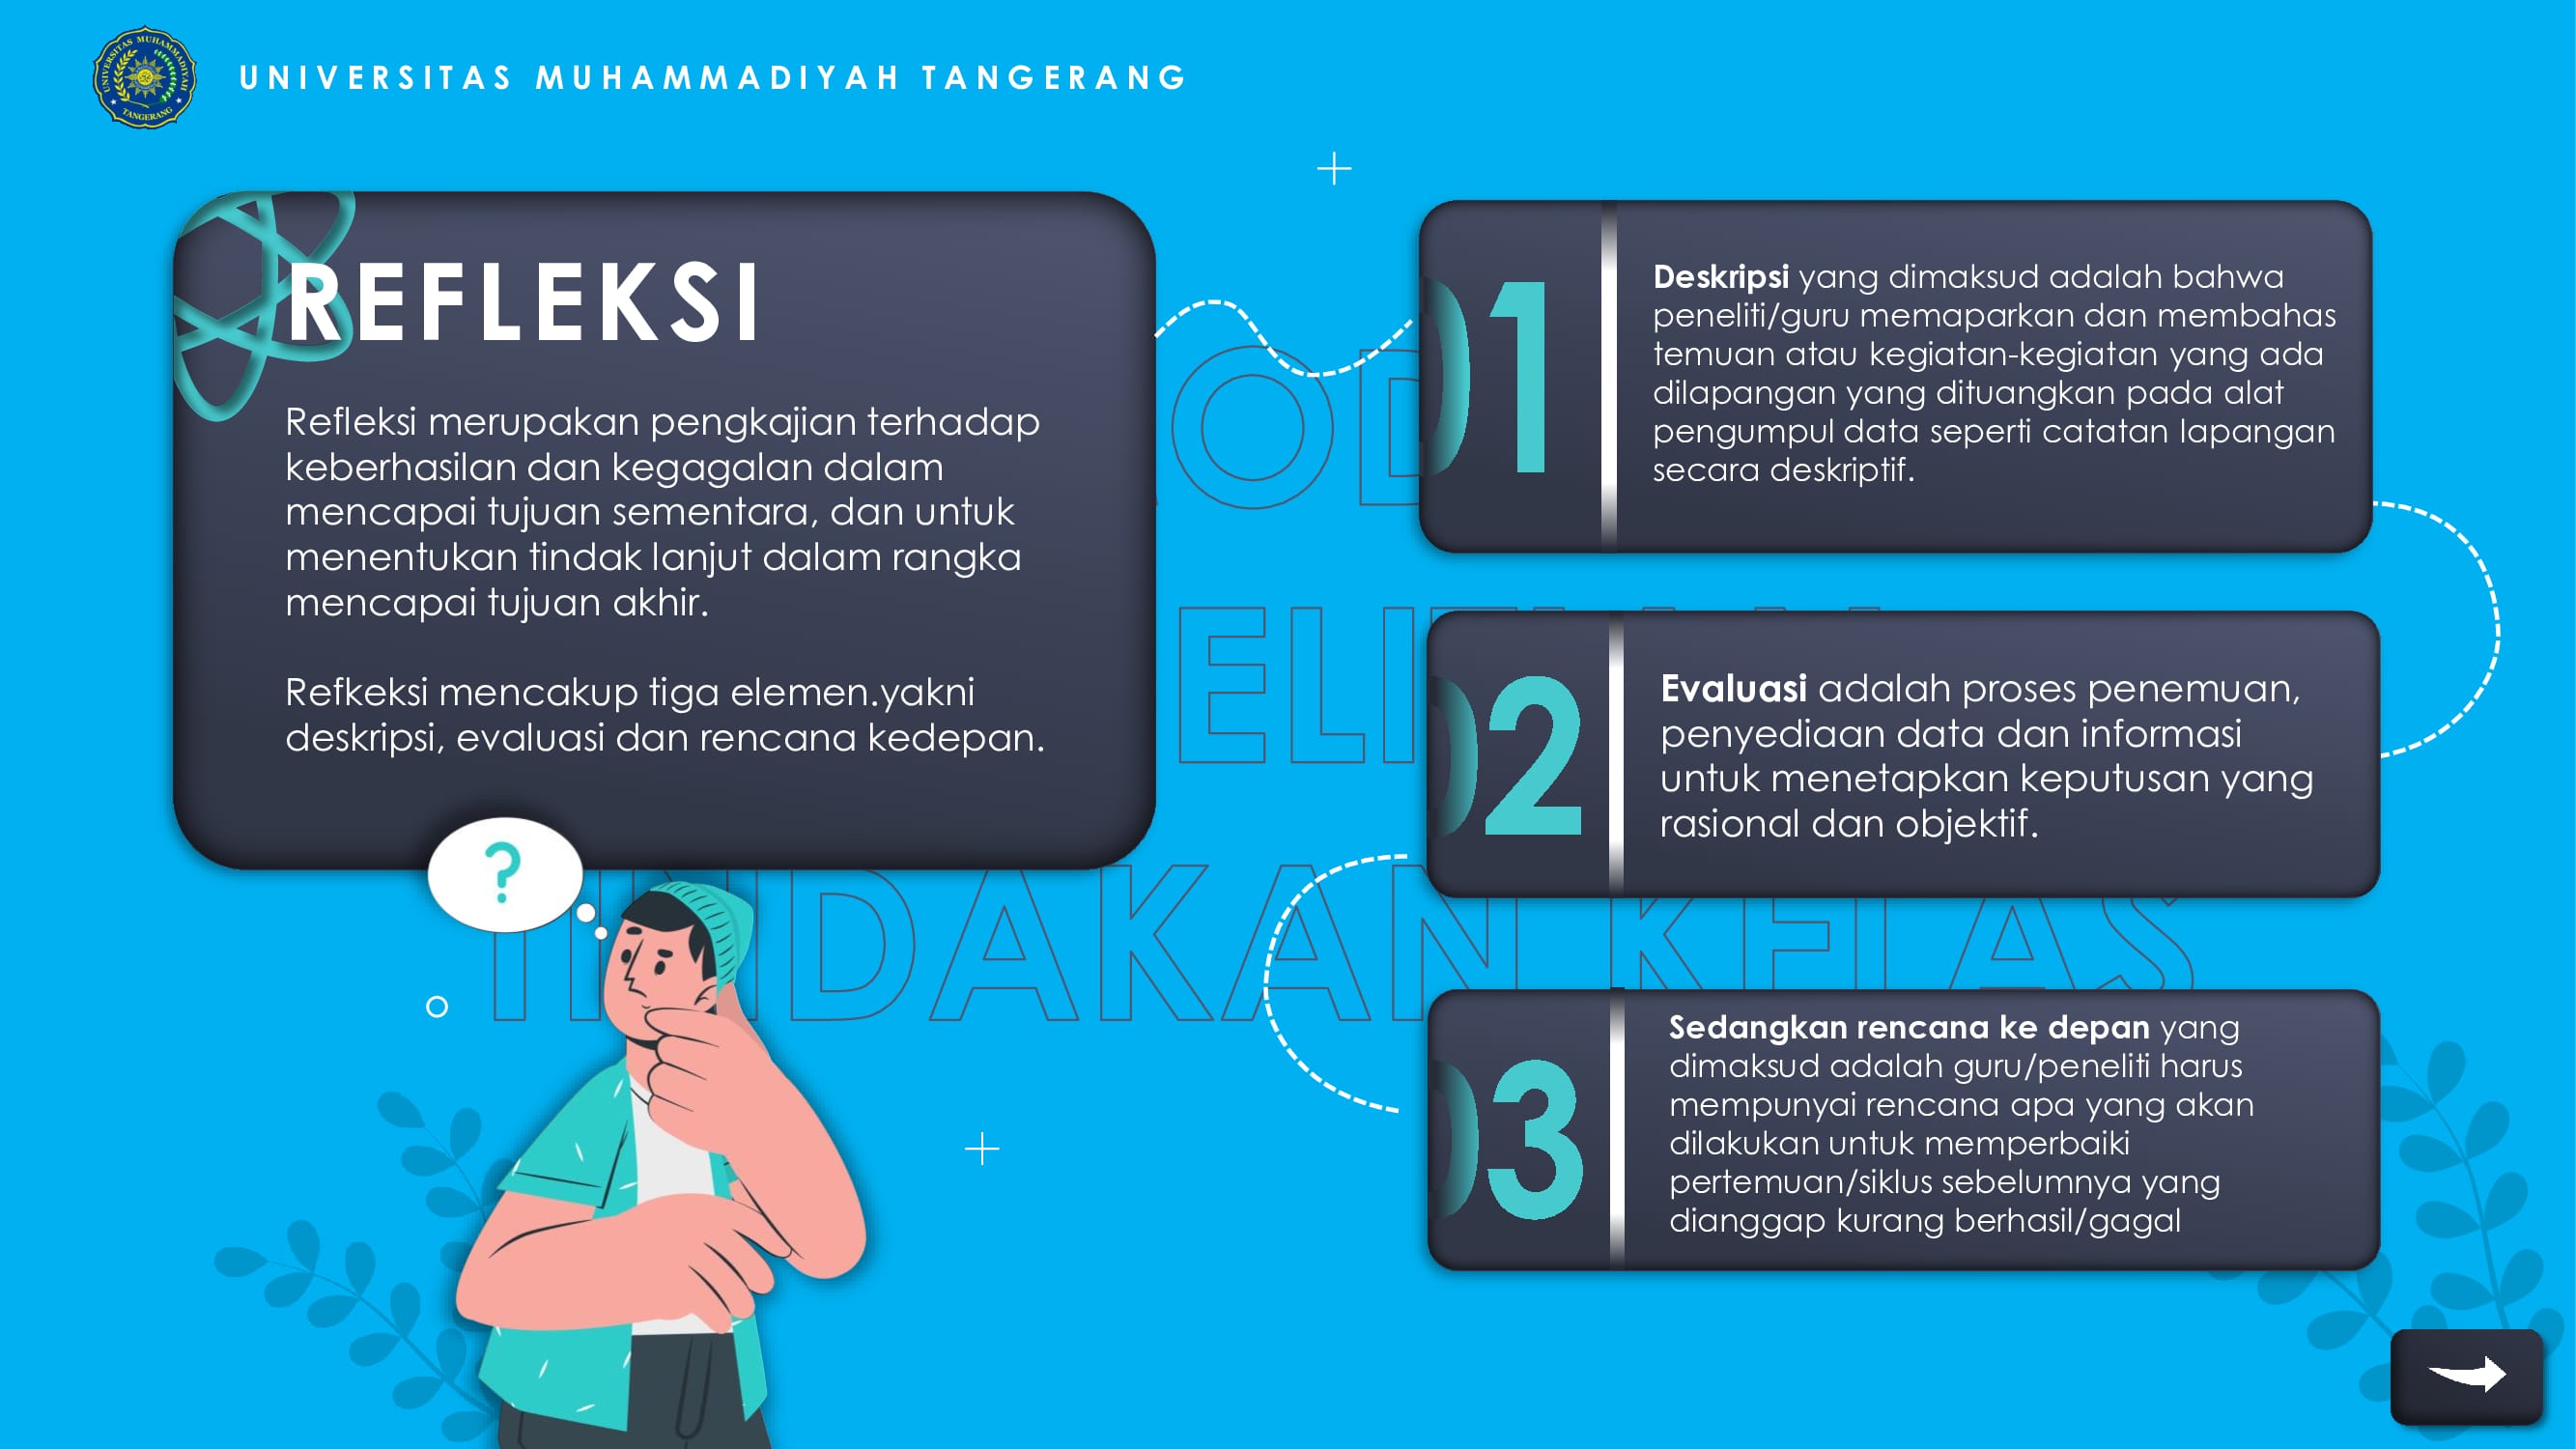 UNIVERSITAS MUHAMMADIYAH TANGERANG
UNIVERSITAS MUHAMMADIYAH
TANGERANG
REFLEKSI
Refleksi merupakan pengkajian terhadap
keberhasilan dan kegagalan dalam
mencapai tujuan sementara, dan untuk
menentukan tindak lanjut dalam rangka
mencapai tujuan akhir.
Refkeksi mencakup tiga elemen.yakni
deskripsi, evaluasi dan rencana kedepan.
?
01
Deskripsi yang dimaksud adalah bahwa
peneliti/guru memaparkan dan membahas
temuan atau kegiatan-kegiatan yang ada
dilapangan yang dituangkan pada alat
pengumpul data seperti catatan lapangan
secara deskriptif.
02
Evaluasi adalah proses penemuan,
penyediaan data dan informasi
untuk menetapkan keputusan yang
rasional dan objektif.
03
Sedangkan rencana ke depan yang
dimaksud adalah guru/peneliti harus
mempunyai rencana apa yang akan
dilakukan untuk memperbaiki
pertemuan/siklus sebelumnya yang
dianggap kurang berhasil/gagal
TINDAKAN KELAS